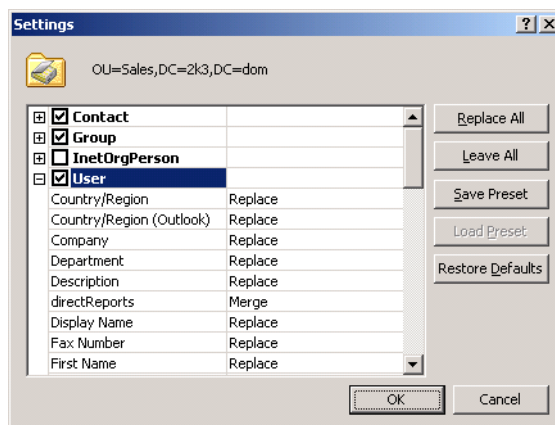 Settings
OU=Sales,DC=2k3,DC=dom
Contact
Group
InetOrgPerson
User
Country/Region Replace
Country/Region (Outlook) Replace
Company Replace
Department Replace
Description Replace
directReports Merge
Display Name Replace
Fax Number Replace
First Name Replace
Replace All
Leave All
Save Preset
Load Preset
Restore Defaults
OK Cancel